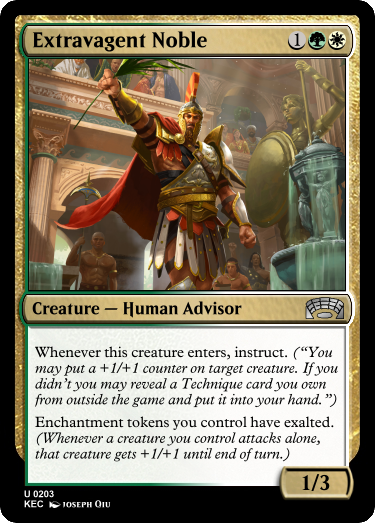 Extravagent Noble 1
Creature — Human Advisor
Whenever this creature enters, instruct. (“You
may put a +1/+1 counter on target creature. If you
didn’t you may reveal a Technique card you own
from outside the game and put it into your hand.”)
Enchantment tokens you control have exalted.
(Whenever a creature you control attacks alone,
that creature gets +1/+1 until end of turn.)
1/3
U 0203
KEC Joseph Qiu